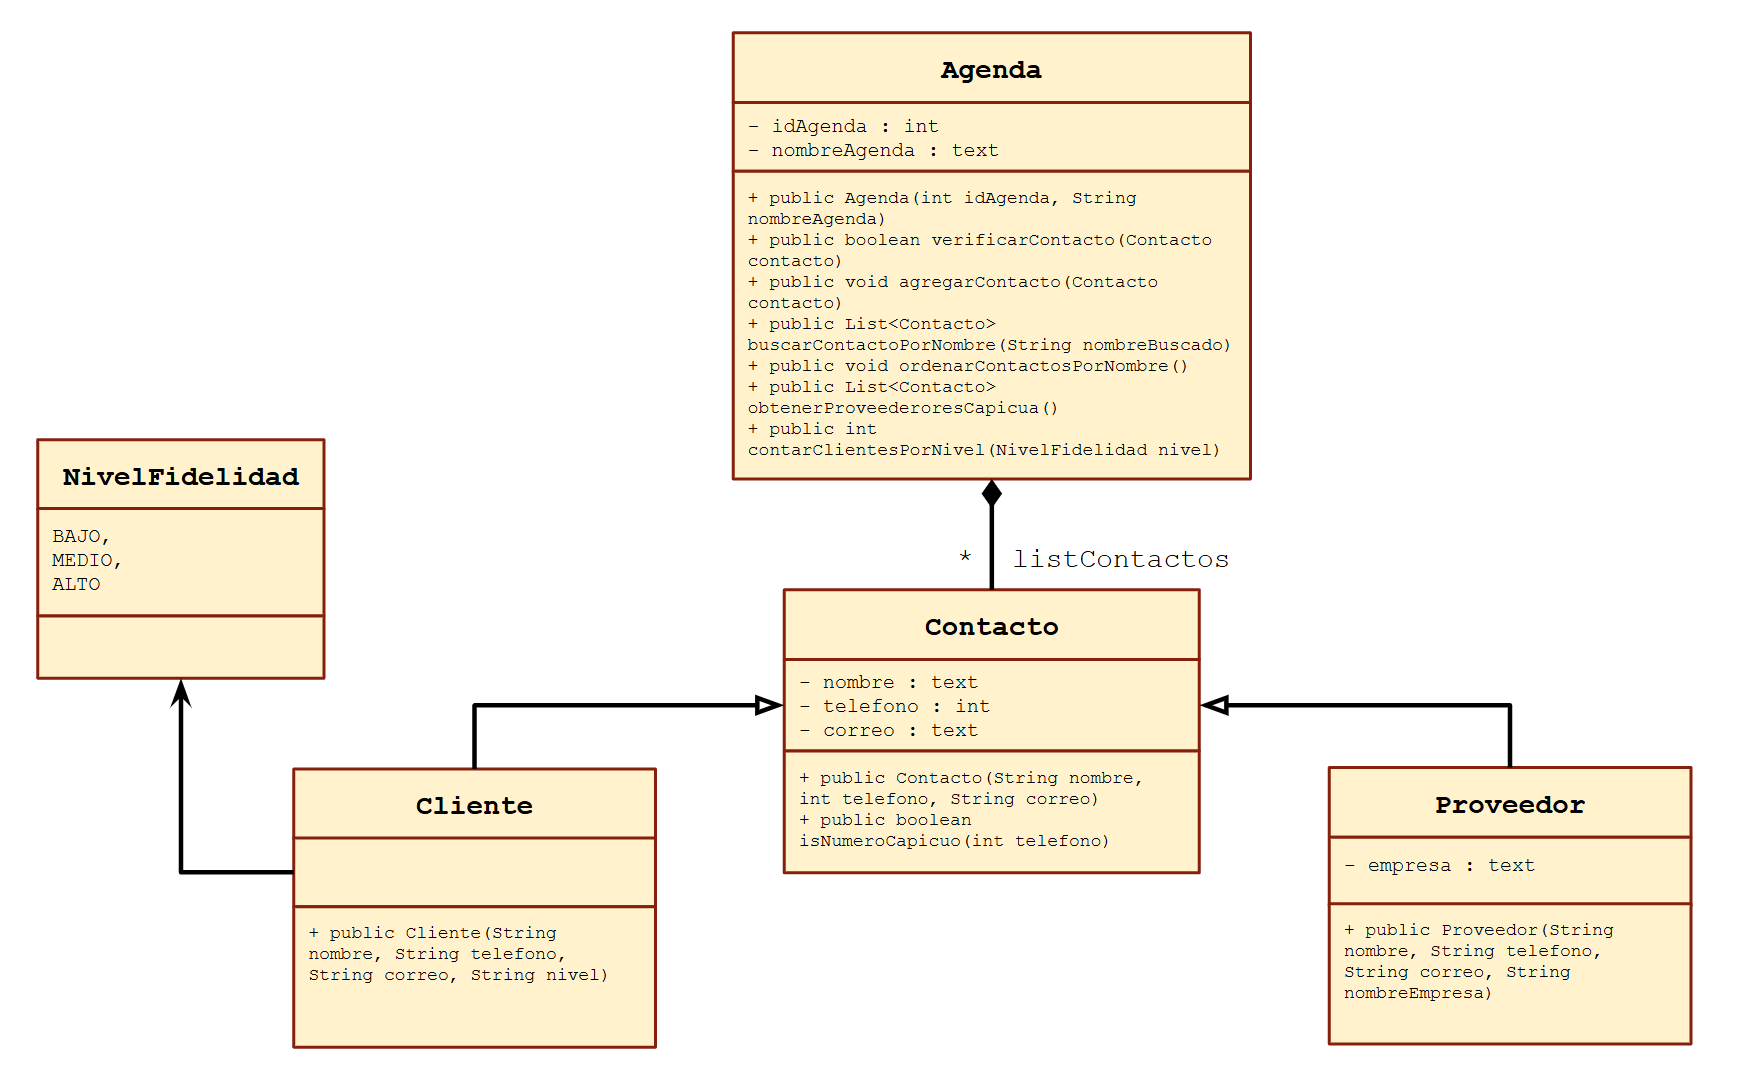 Agenda
- idAgenda : int
- nombreAgenda : text
+ public Agenda(int idAgenda, String
nombreAgenda)
+ public boolean verificarContacto(Contacto
contacto)
+ public void agregarContacto(Contacto
contacto)
+ public List<Contacto>
buscarContactoPorNombre(String nombreBuscado)
+ public void ordenarContactosPorNombre()
+ public List<Contacto>
obtenerProveederoresCapicua()
+ public int
contarClientesPorNivel(NivelFidelidad nivel)
NivelFidelidad
BAJO,
MEDIO,
ALTO
* listContactos
Contacto
- nombre : text
- telefono : int
- correo : text
+ public Contacto(String nombre,
int telefono, String correo)
+ public boolean
isNumeroCapicuo(int telefono)
Cliente
+ public Cliente(String
nombre, String telefono,
String correo, String nivel)
Proveedor
- empresa : text
+ public Proveedor(String
nombre, String telefono,
String correo, String
nombreEmpresa)